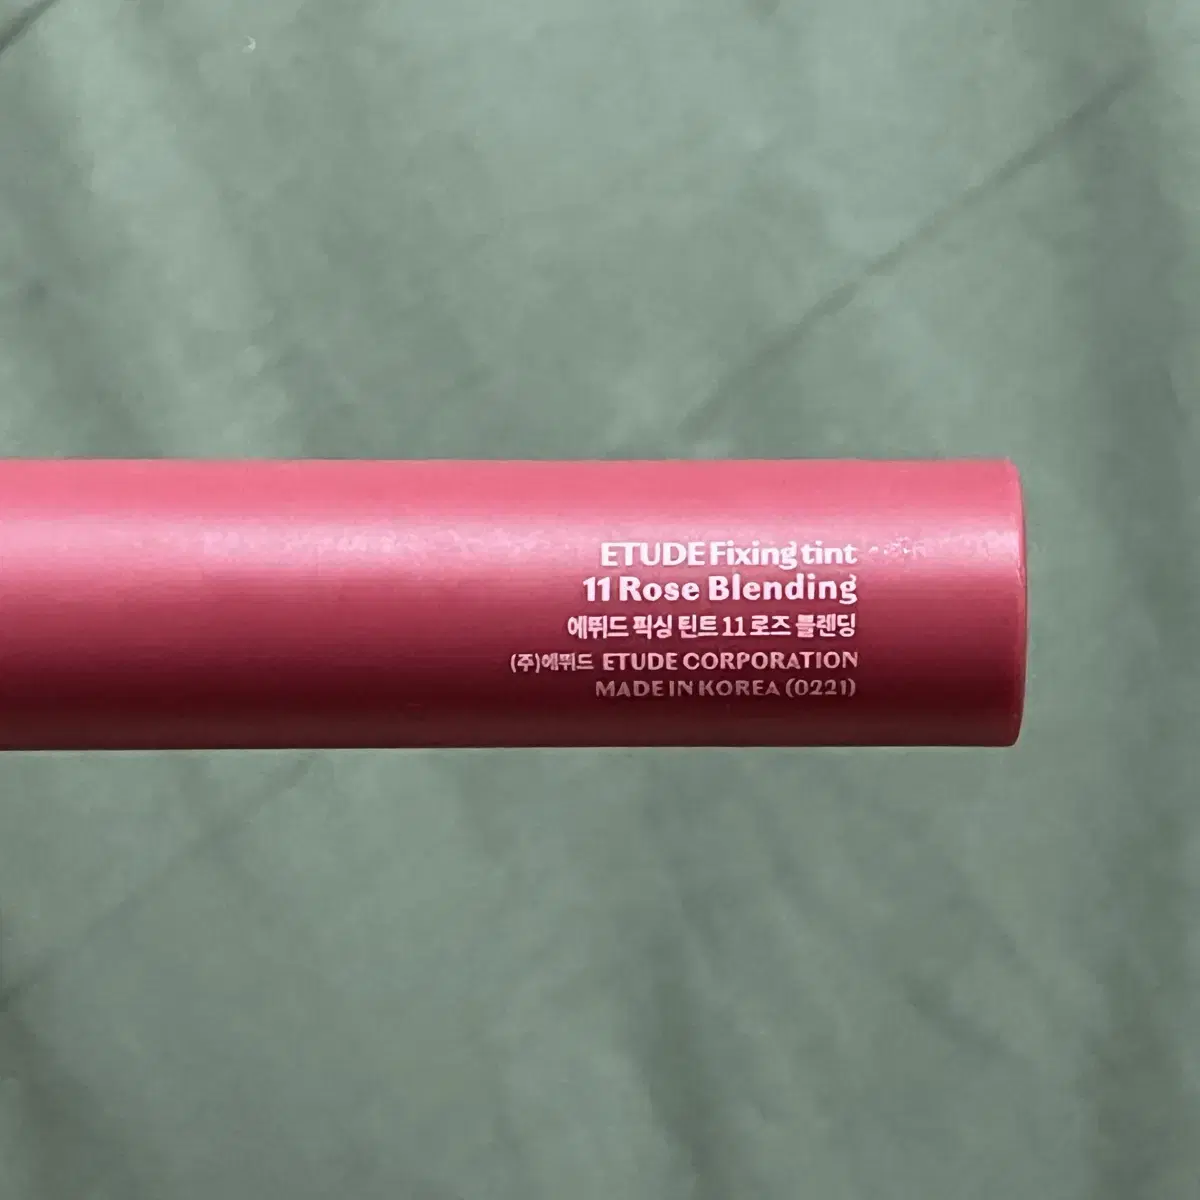 ETUDE Fixing tint
11 Rose Blending
에뛰드 픽싱 틴트 11 로즈 블렌딩
(주)에뛰드 ETUDE CORPORATION
MADE IN KOREA (0221)